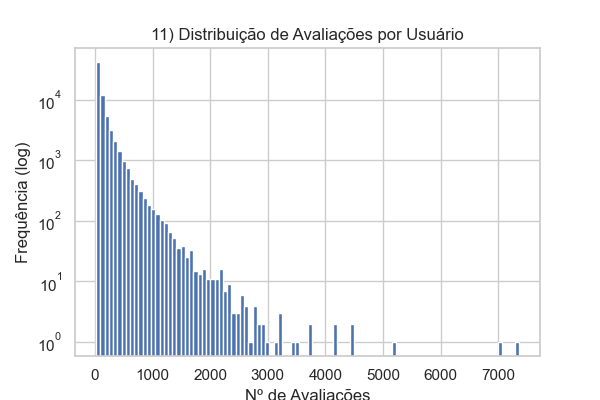 11) Distribuição de Avaliações por Usuário
Frequência (log)
10^4
10^3
10^2
10^1
10^0
0 1000 2000 3000 4000 5000 6000 7000
Nº de Avaliações